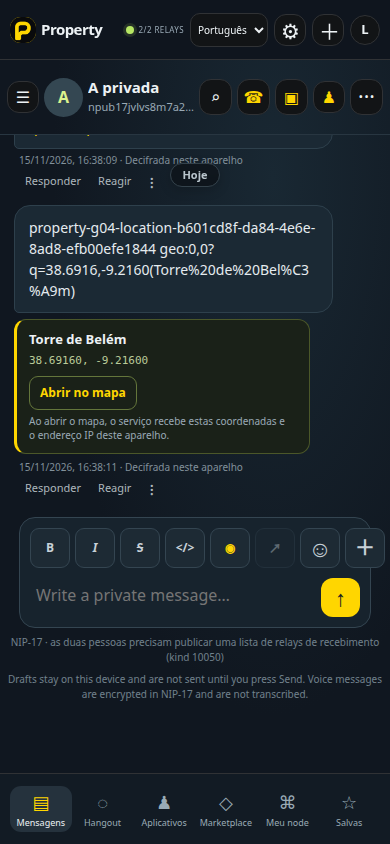 Property
2/2 RELAYS
Português
L
A
A privada
npub17jvlvs8m7a2...
15/11/2026, 16:38:09 · Decifrada neste aparelho
Hoje
Responder Reagir
property-g04-location-b601cd8f-da84-4e6e-
8ad8-efb00efe1844 geo:0,0?
q=38.6916,-9.2160(Torre%20de%20Bel%C3
%A9m)
Torre de Belém
38.69160, -9.21600
Abrir no mapa
Ao abrir o mapa, o serviço recebe estas coordenadas e
o endereço IP deste aparelho.
15/11/2026, 16:38:11 · Decifrada neste aparelho
Responder Reagir
B I S </>
Write a private message...
NIP-17 · as duas pessoas precisam publicar uma lista de relays de recebimento
(kind 10050)
Drafts stay on this device and are not sent until you press Send. Voice messages
are encrypted in NIP-17 and are not transcribed.
Mensagens Hangout Aplicativos Marketplace Meu node Salvas